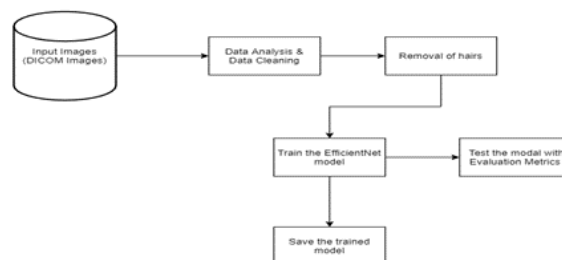 Input Images
(DICOM Images)
Data Analysis &
Data Cleaning
Removal of hairs
Train the EfficientNet
model
Test the modal with
Evaluation Metrics
Save the trained
model